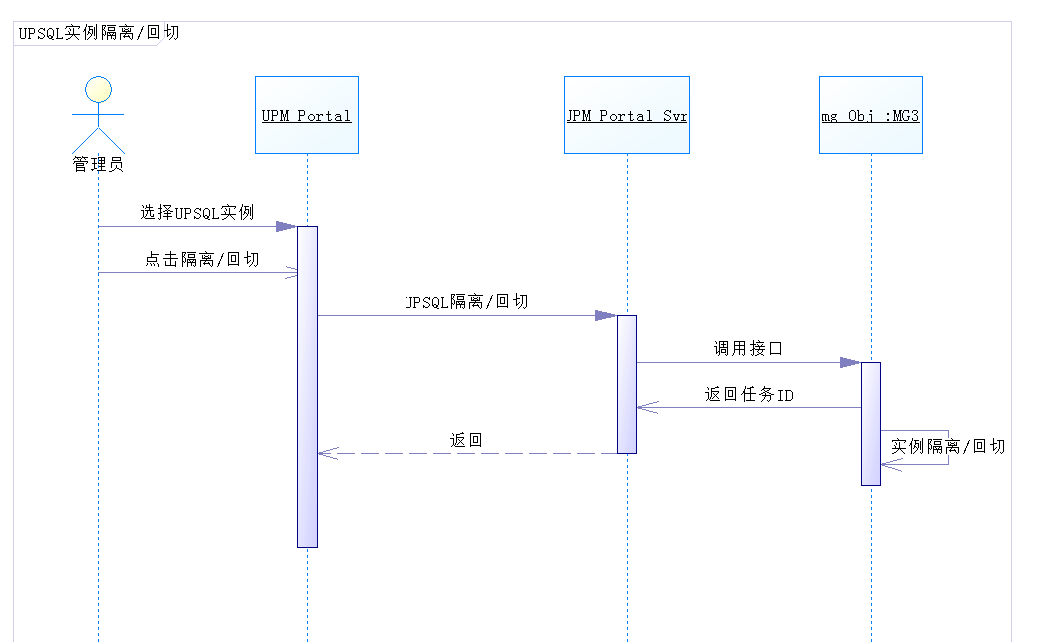 UPSQL实例隔离/回切
UPM Portal
JPM Portal Svr
mg Obj :MG3
管理员
选择UPSQL实例
点击隔离/回切
JPSQL隔离/回切
调用接口
返回任务ID
返回
实例隔离/回切